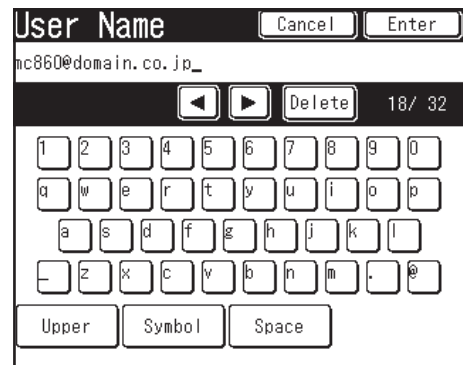 User Name Cancel Enter
mc860@domain.co.jp_
◀ ▶ Delete 18/ 32
1 2 3 4 5 6 7 8 9 0
q w e r t y u i o p
a s d f g h j k l
_ z x c v b n m . @
Upper Symbol Space